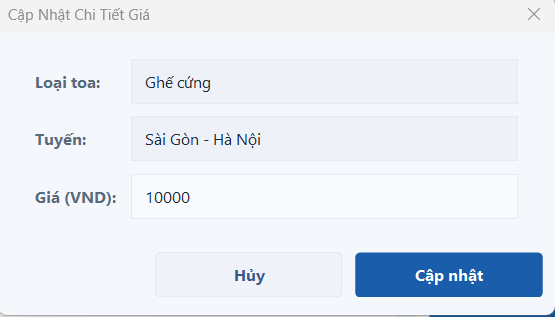 Cập Nhật Chi Tiết Giá
Loại toa: Ghế cứng
Tuyến: Sài Gòn - Hà Nội
Giá (VND): 10000
Hủy Cập nhật